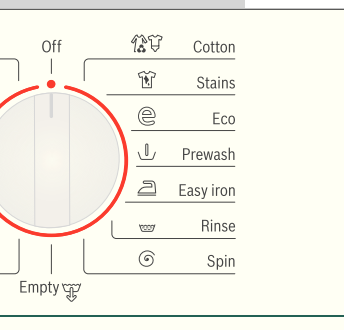 Off
Cotton
Stains
Eco
Prewash
Easy iron
Rinse
Spin
Empty